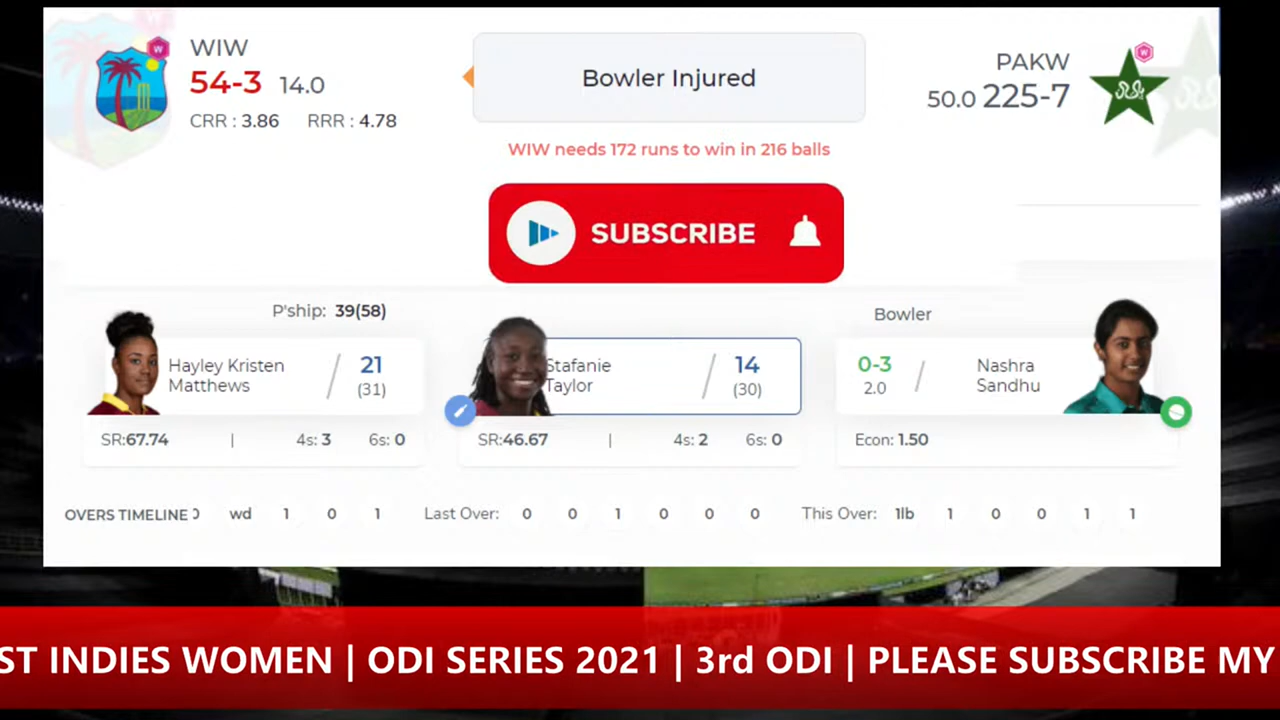 WIW
54-3 14.0
CRR : 3.86 RRR : 4.78
Bowler Injured
WIW needs 172 runs to win in 216 balls
PAKW
50.0 225-7
W
W
SUBSCRIBE
P'ship: 39(58)
Hayley Kristen
Matthews
21
(31)
SR:67.74 | 4s: 3 6s: 0
Stafanie
Taylor
14
(30)
SR:46.67 | 4s: 2 6s: 0
Bowler
0-3
2.0
Nashra
Sandhu
Econ: 1.50
OVERS TIMELINE 0 wd 1 0 1 Last Over: 0 0 1 0 0 0 This Over: 1lb 1 0 0 1 1
ST INDIES WOMEN | ODI SERIES 2021 | 3rd ODI | PLEASE SUBSCRIBE MY